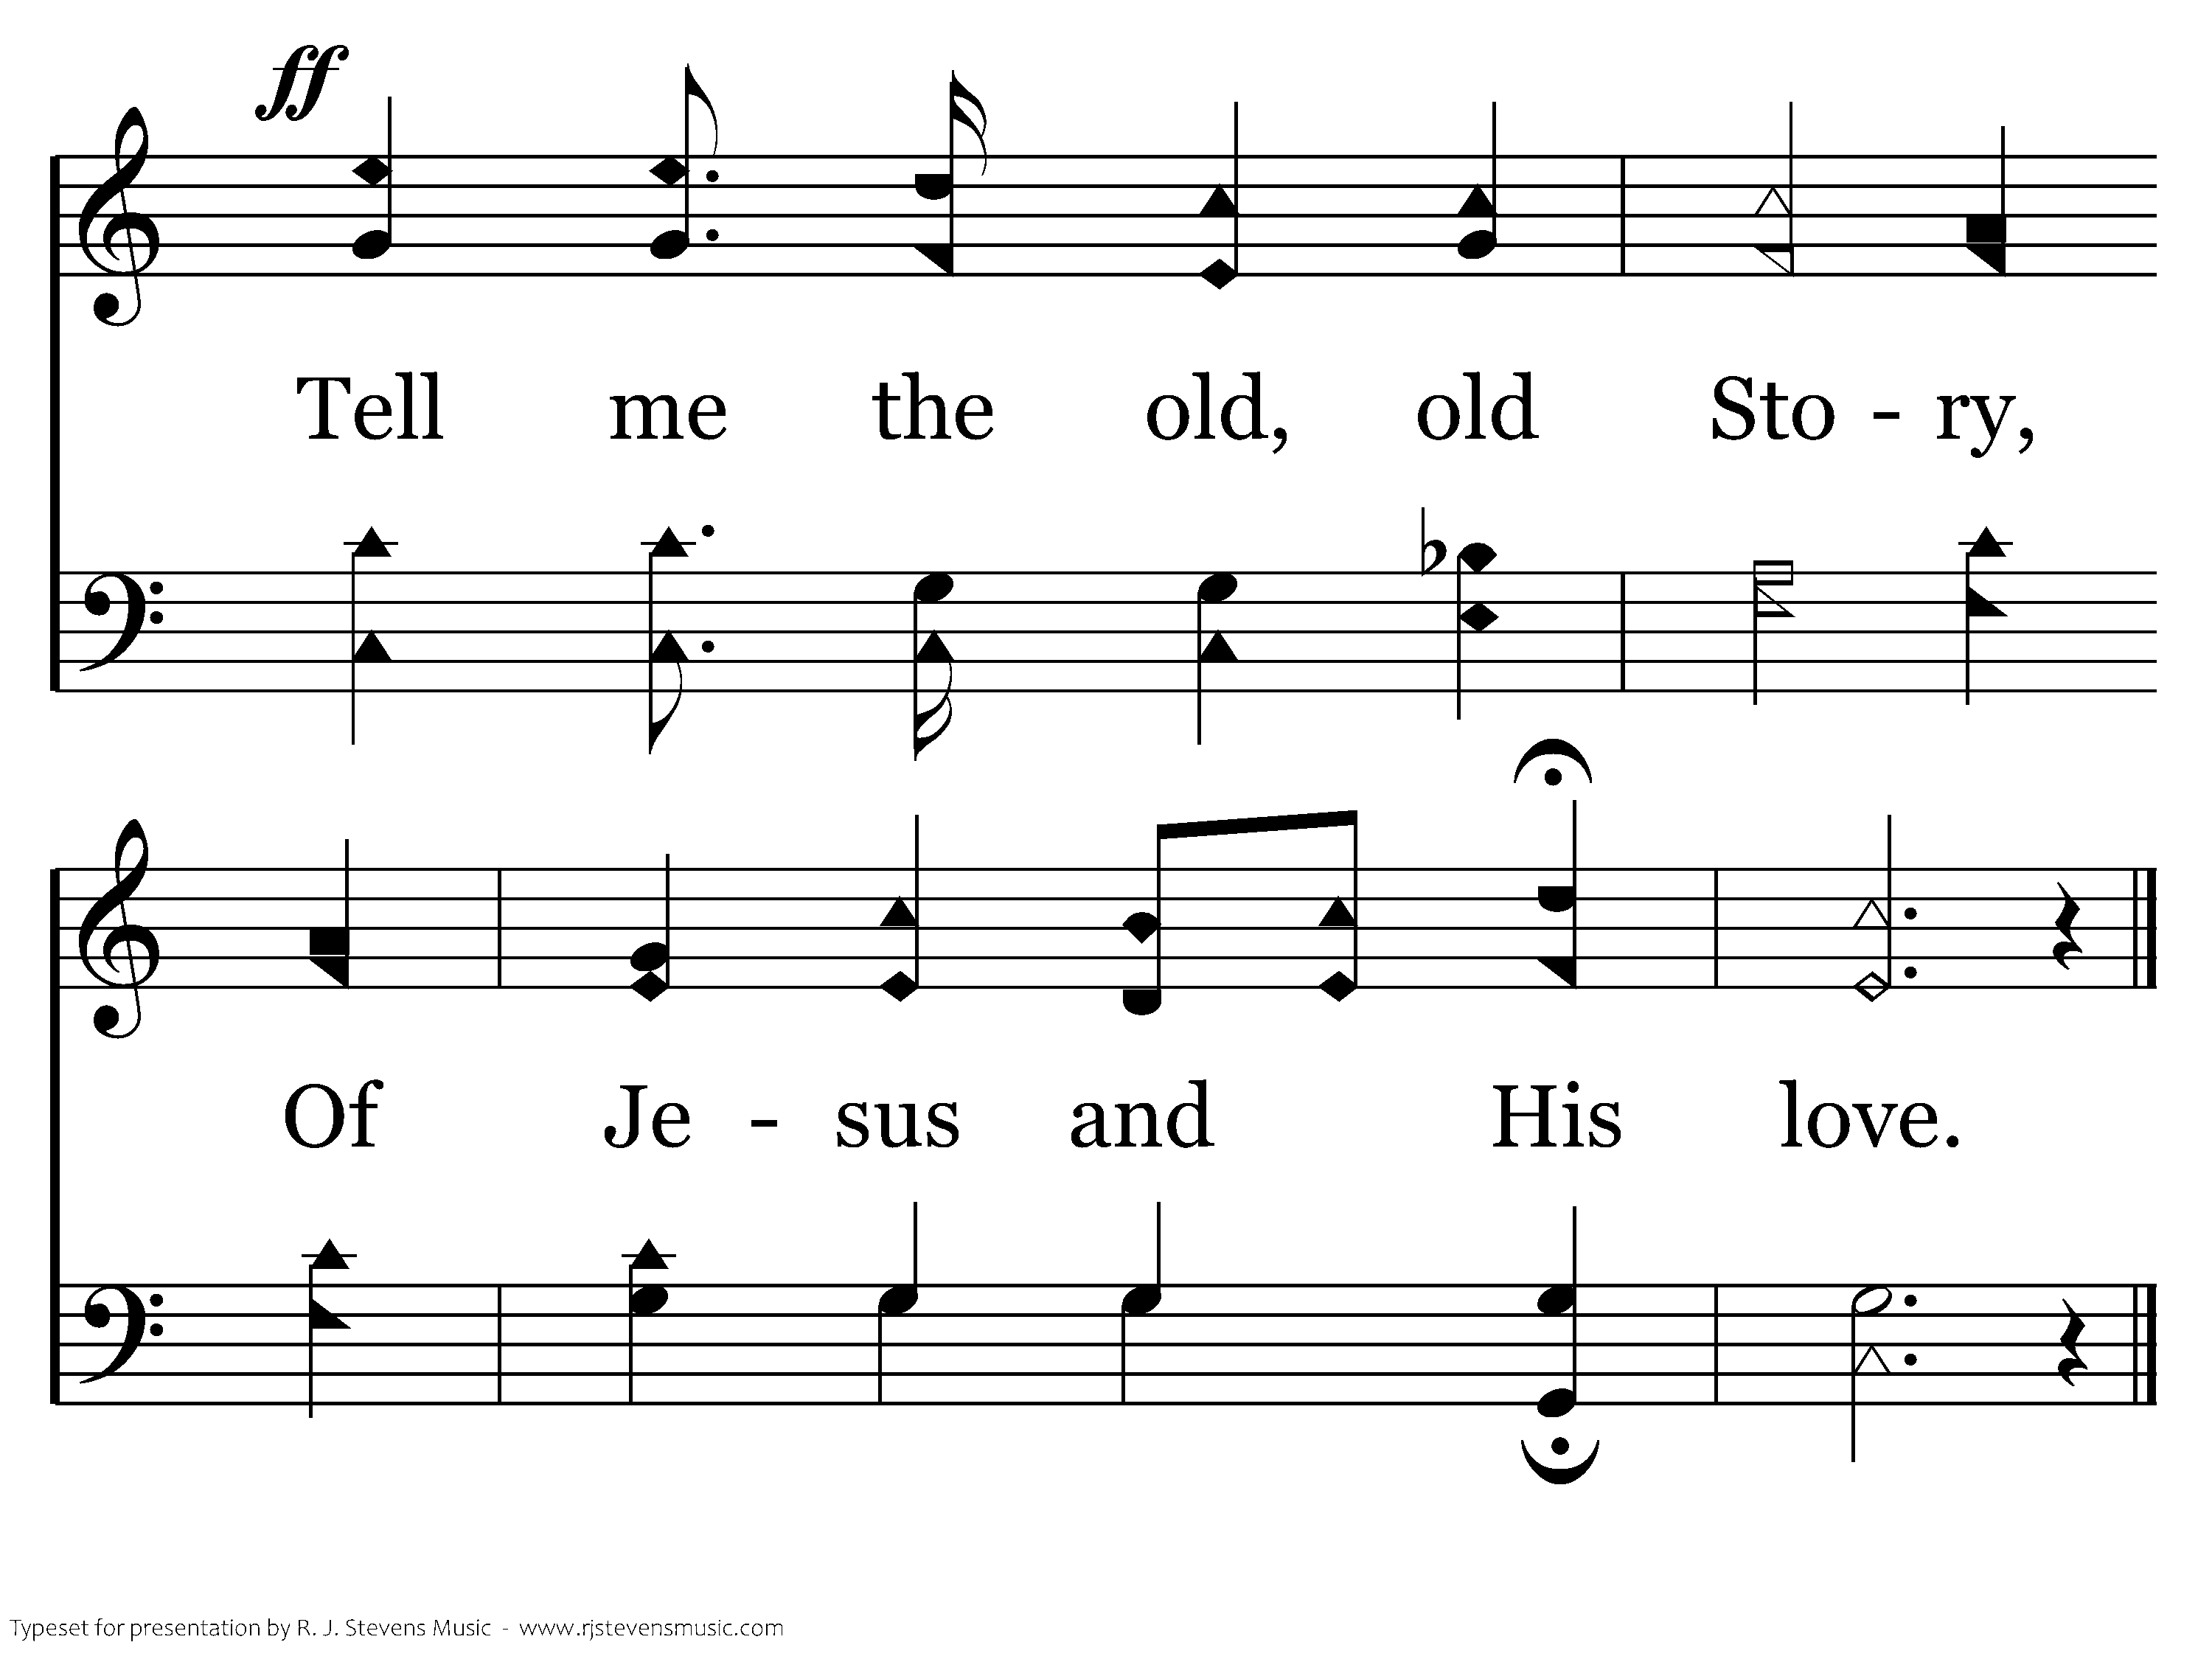 ff
Tell me the old, old Sto - ry,
Of Je - sus and His love.
Typeset for presentation by R. J. Stevens Music - www.rjstevensmusic.com